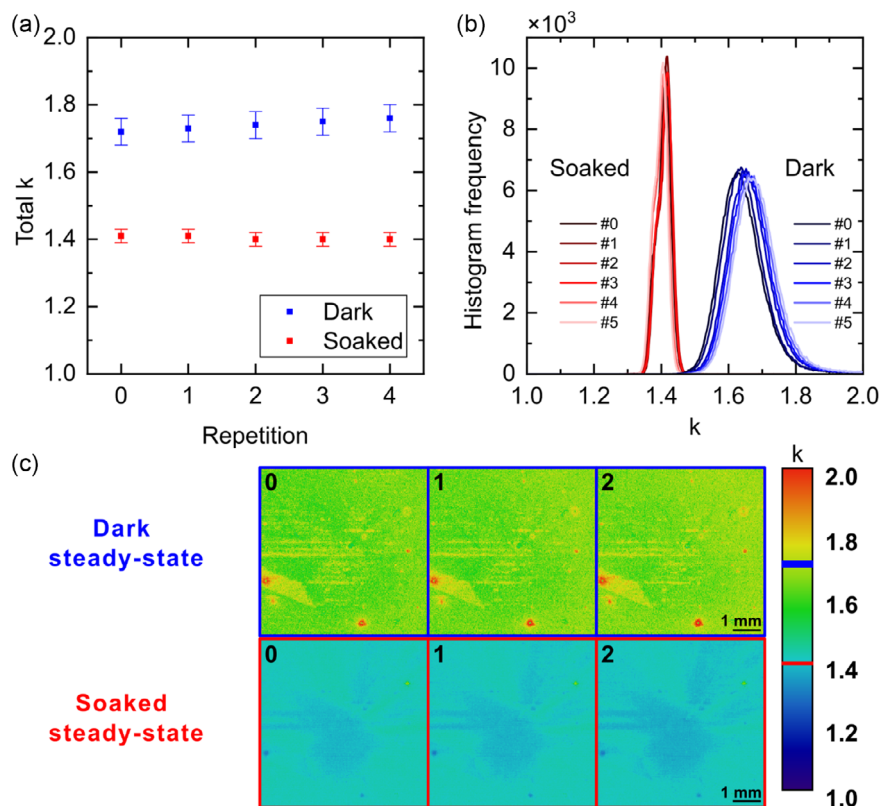 (a)
2.0
1.8
1.6
1.4
1.2
1.0
Total k
0 1 2 3 4
Repetition
Dark
Soaked
(b)
×10³
10
8
6
4
2
0
Histogram frequency
1.0 1.2 1.4 1.6 1.8 2.0
k
Soaked
#0
#1
#2
#3
#4
#5
Dark
#0
#1
#2
#3
#4
#5
(c)
Dark
steady-state
0 1 2
1 mm
Soaked
steady-state
0 1 2
1 mm
k
2.0
1.8
1.6
1.4
1.2
1.0